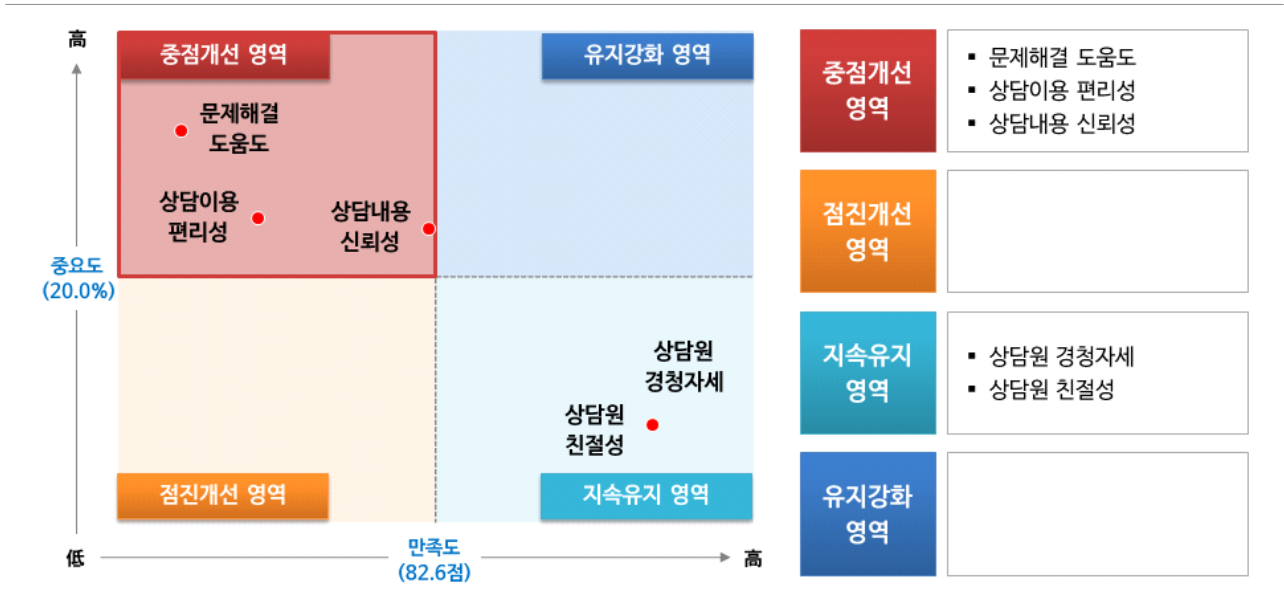 高
중점개선 영역
유지강화 영역
문제해결
도움도
상담이용
편리성
상담내용
신뢰성
중요도
(20.0%)
상담원
경청자세
상담원
친절성
점진개선 영역
지속유지 영역
低
만족도
(82.6점)
高
중점개선
영역
▪ 문제해결 도움도
▪ 상담이용 편리성
▪ 상담내용 신뢰성
점진개선
영역
지속유지
영역
▪ 상담원 경청자세
▪ 상담원 친절성
유지강화
영역